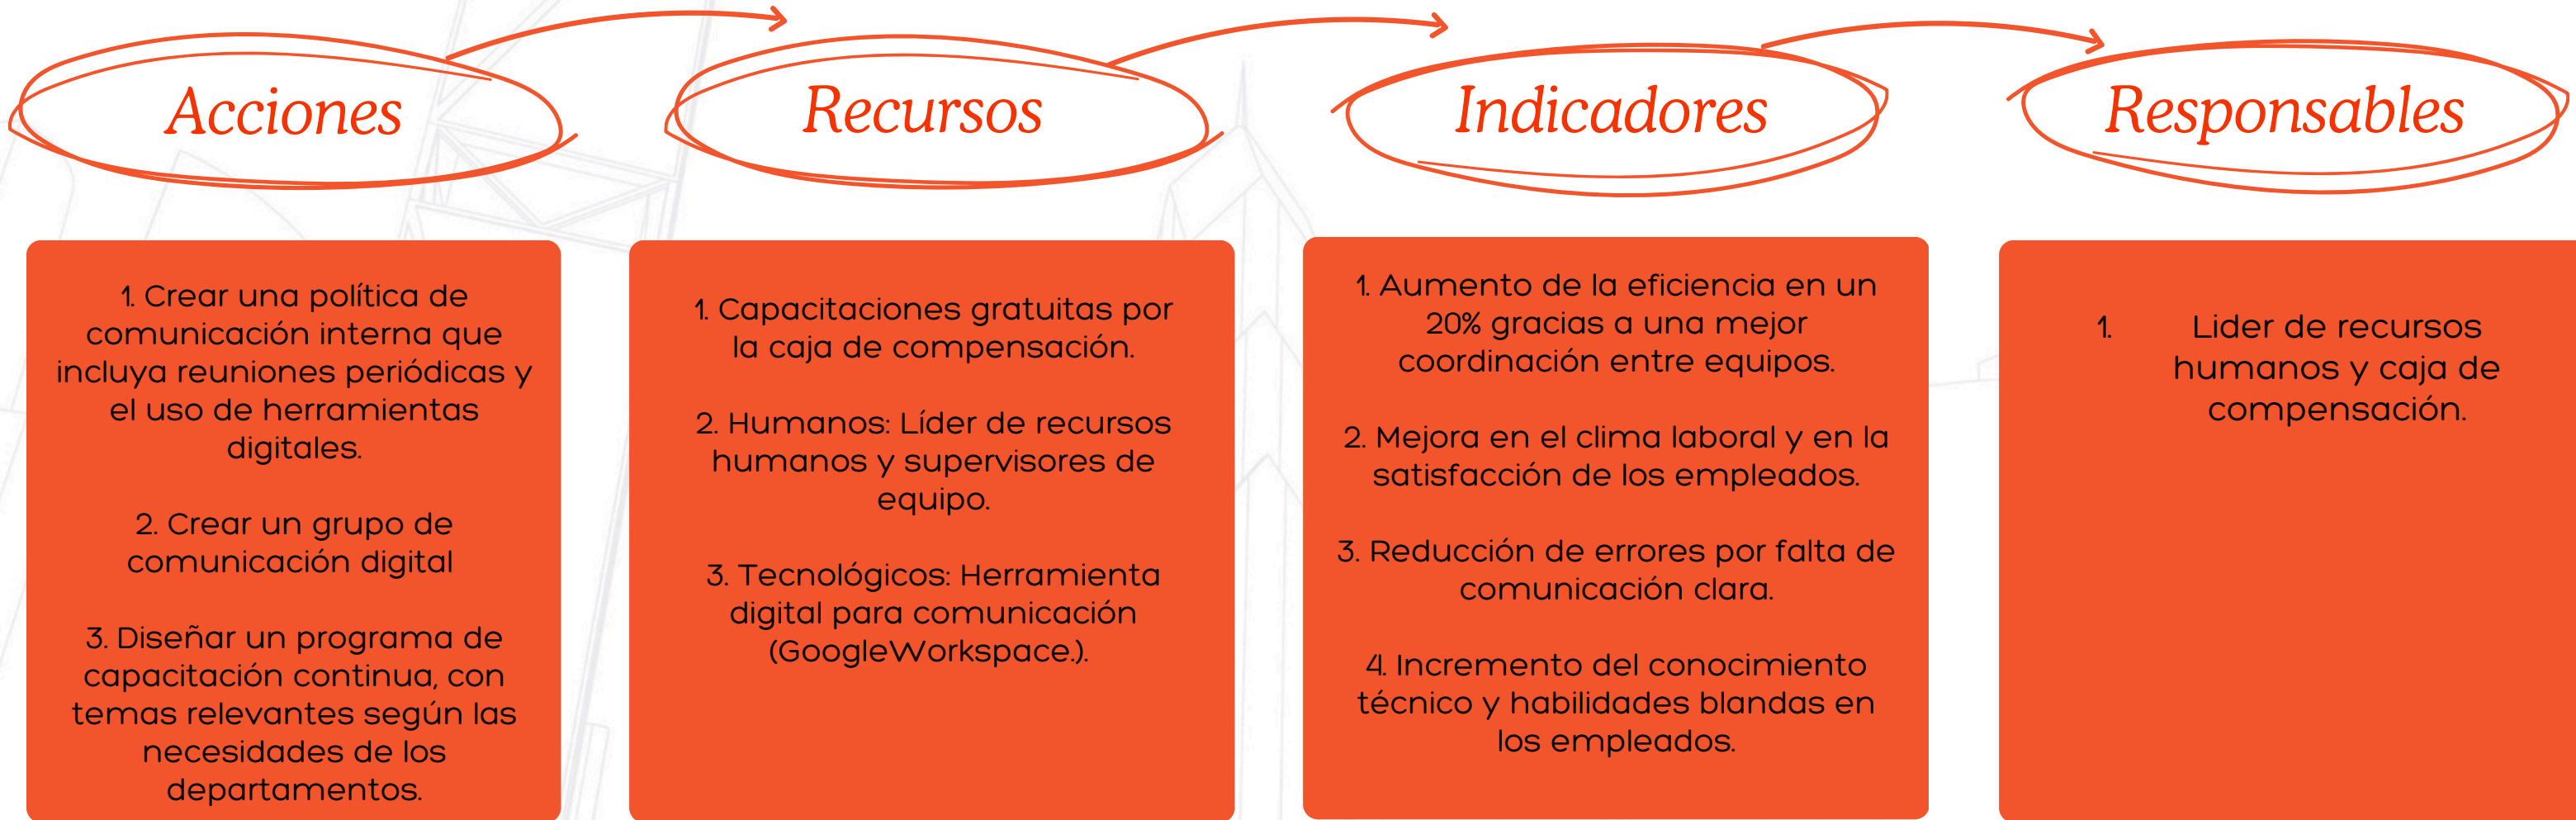 Acciones
Recursos
Indicadores
Responsables
1. Crear una política de
comunicación interna que
incluya reuniones periódicas y
el uso de herramientas
digitales.
2. Crear un grupo de
comunicación digital
3. Diseñar un programa de
capacitación continua, con
temas relevantes según las
necesidades de los
departamentos.
1. Capacitaciones gratuitas por
la caja de compensación.
2. Humanos: Líder de recursos
humanos y supervisores de
equipo.
3. Tecnológicos: Herramienta
digital para comunicación
(GoogleWorkspace.).
1. Aumento de la eficiencia en un
20% gracias a una mejor
coordinación entre equipos.
2. Mejora en el clima laboral y en la
satisfacción de los empleados.
3. Reducción de errores por falta de
comunicación clara.
4. Incremento del conocimiento
técnico y habilidades blandas en
los empleados.
1. Lider de recursos
humanos y caja de
compensación.